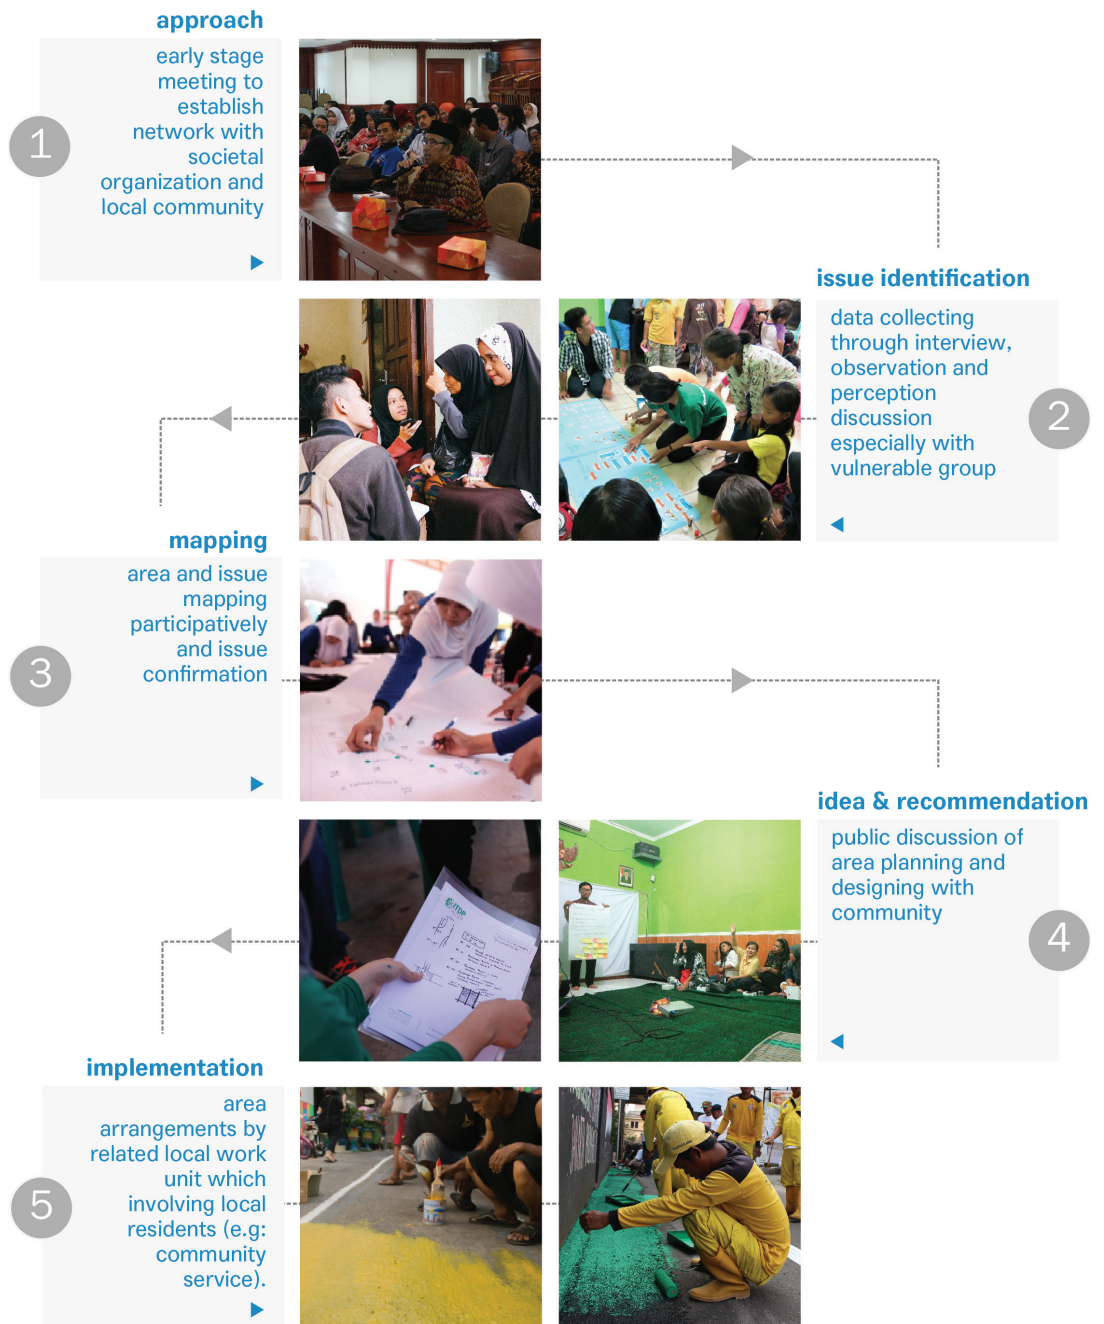 approach
early stage
meeting to
establish
network with
societal
organization and
local community
1
issue identification
data collecting
through interview,
observation and
perception
discussion
especially with
vulnerable group
2
mapping
area and issue
mapping
participatively
and issue
confirmation
3
idea & recommendation
public discussion of
area planning and
designing with
community
4
ITDP
implementation
area
arrangements by
related local work
unit which
involving local
residents (e.g:
community
service).
5